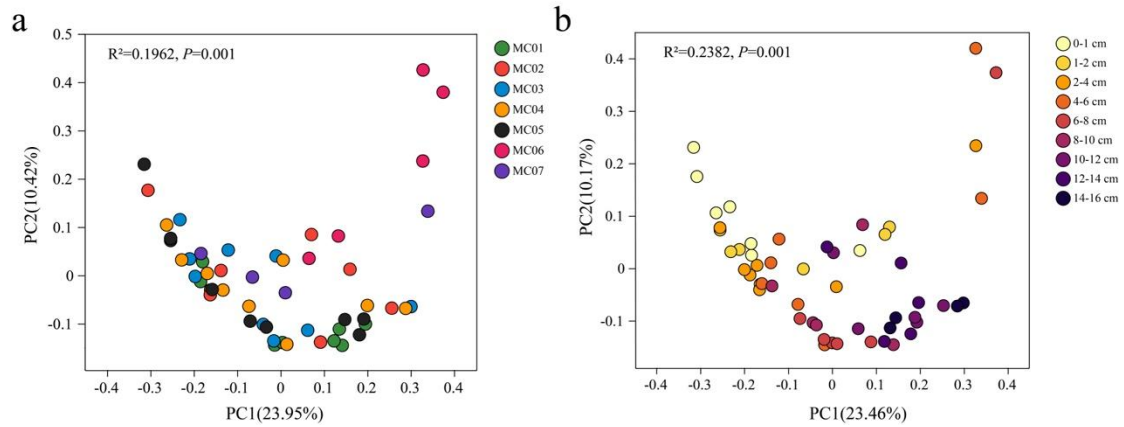 a
R²=0.1962, P=0.001
0.5
0.4
0.3
0.2
0.1
0
-0.1
PC2(10.42%)
-0.4 -0.3 -0.2 -0.1 0 0.1 0.2 0.3 0.4
PC1(23.95%)
MC01
MC02
MC03
MC04
MC05
MC06
MC07
b
R²=0.2382, P=0.001
0.4
0.3
0.2
0.1
0
-0.1
PC2(10.17%)
-0.4 -0.3 -0.2 -0.1 0 0.1 0.2 0.3 0.4
PC1(23.46%)
0-1 cm
1-2 cm
2-4 cm
4-6 cm
6-8 cm
8-10 cm
10-12 cm
12-14 cm
14-16 cm